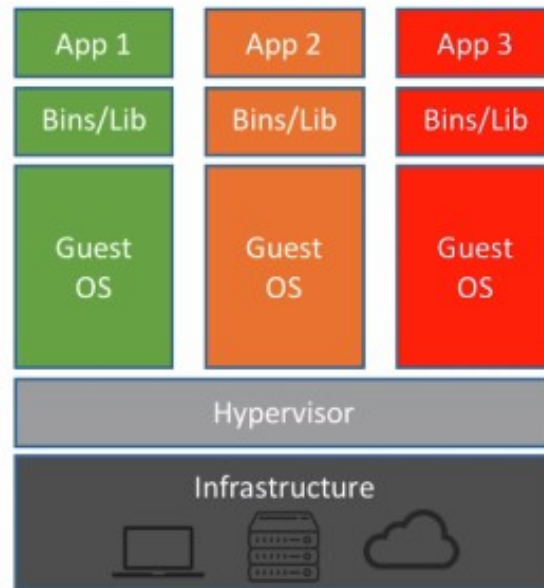 App 1
App 2
App 3
Bins/Lib
Bins/Lib
Bins/Lib
Guest
OS
Guest
OS
Guest
OS
Hypervisor
Infrastructure